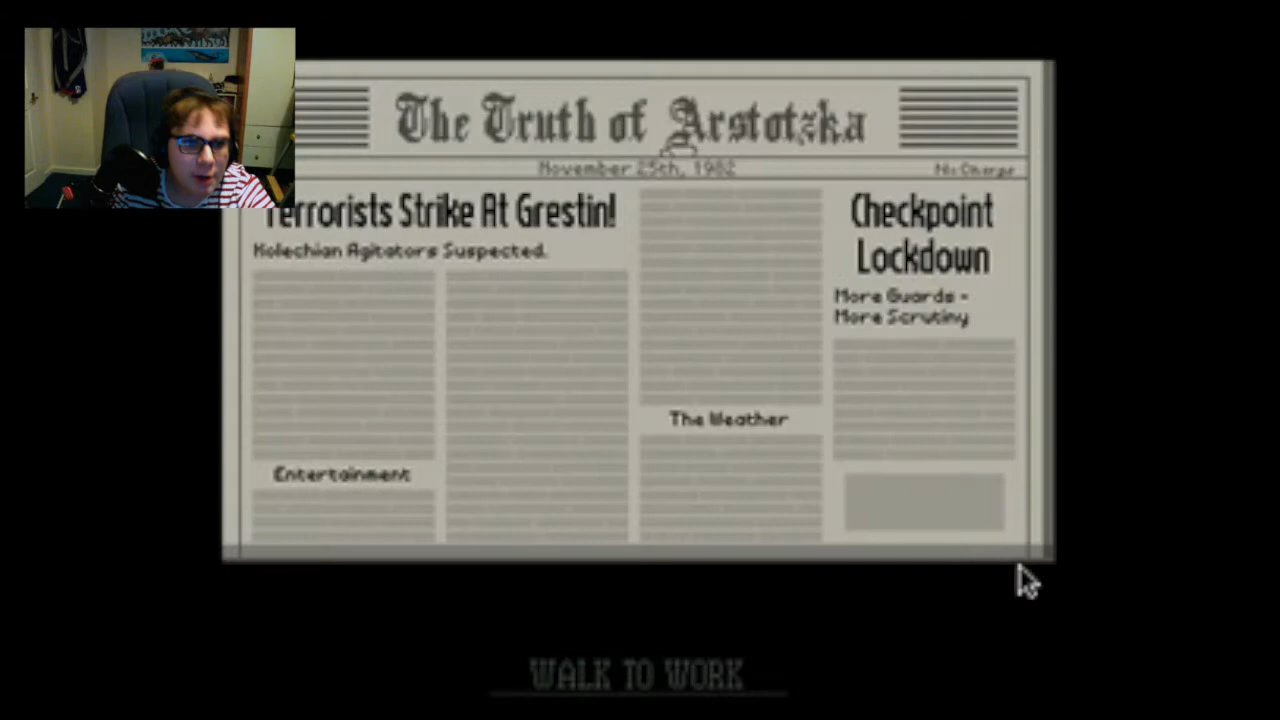 The Truth of Arstotzka
November 25th, 1982
No Charge
Terrorists Strike At Grestin!
Kolechian Agitators Suspected.
Checkpoint
Lockdown
More Guards -
More Scrutiny
The Weather
Entertainment
WALK TO WORK